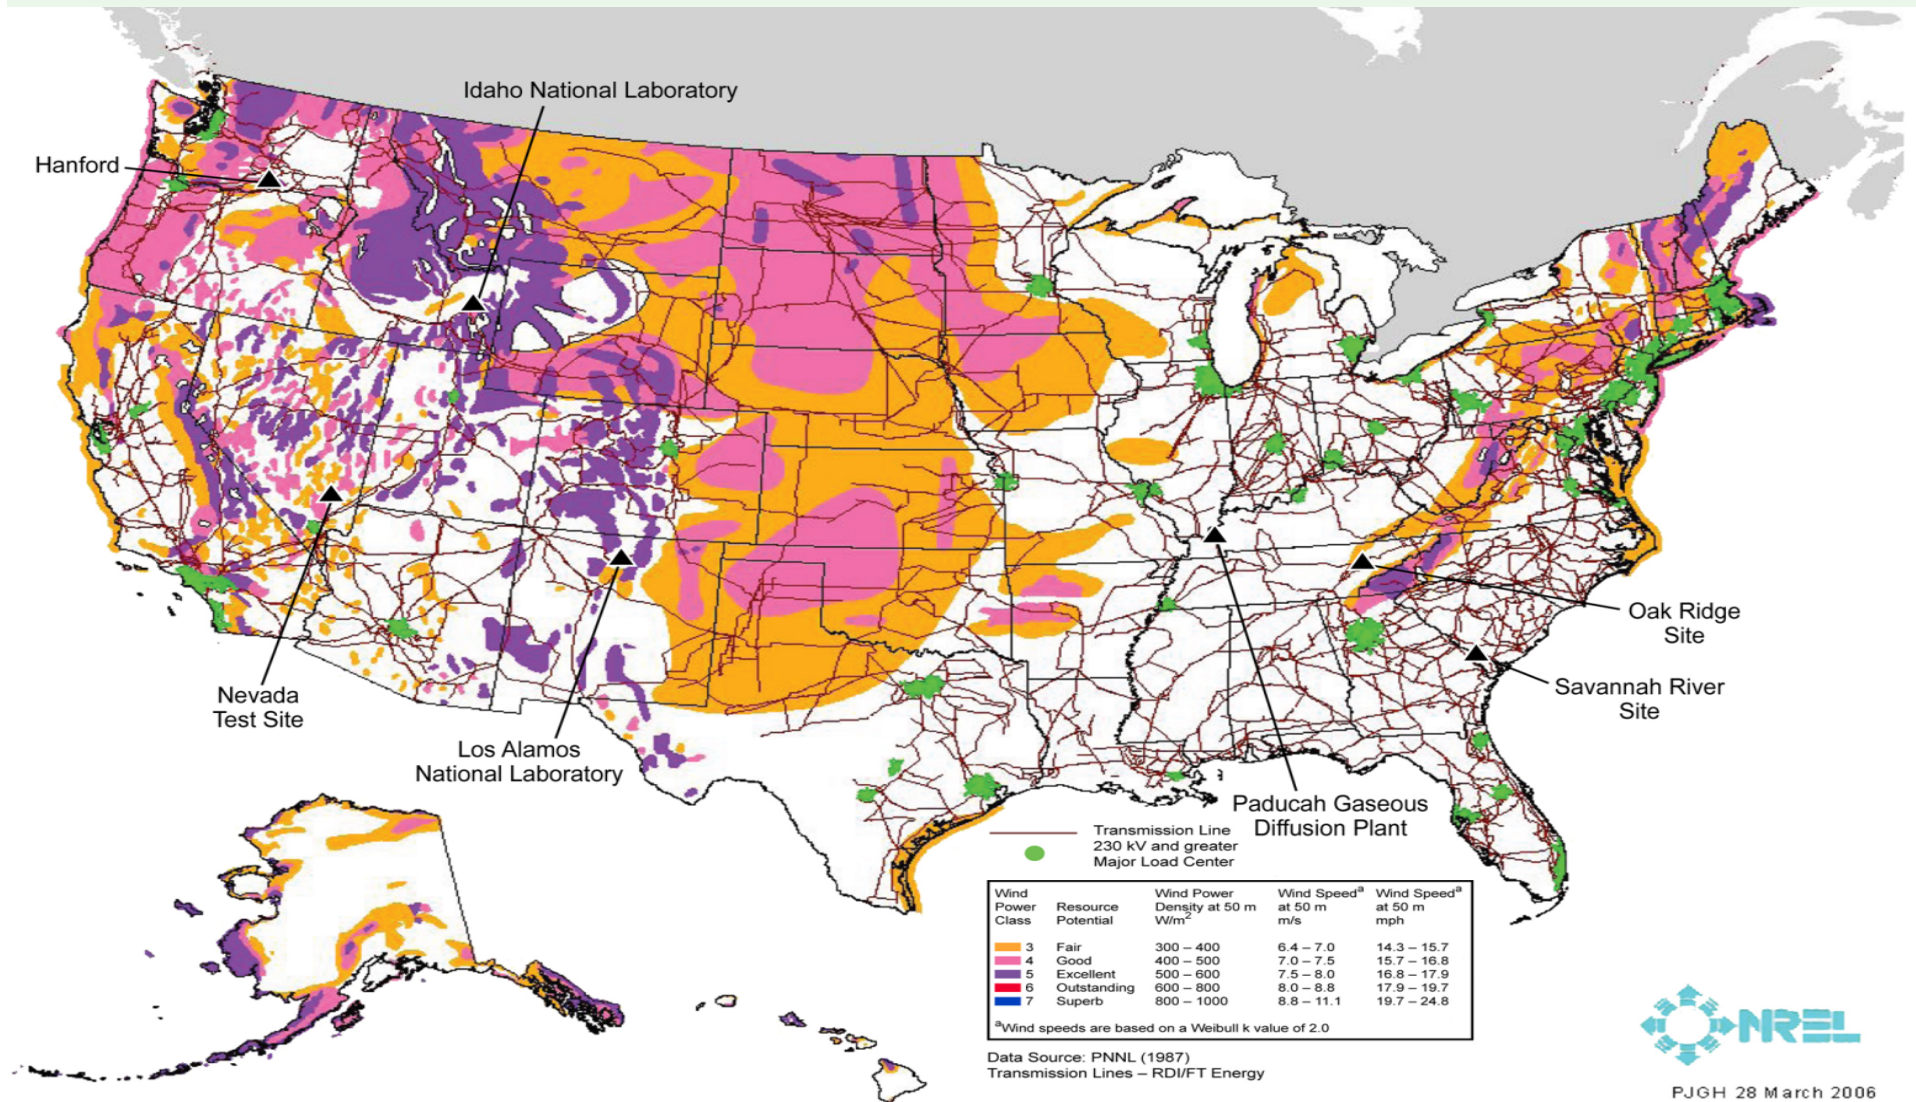 Idaho National Laboratory
Hanford
Oak Ridge
Site
Savannah River
Site
Nevada
Test Site
Los Alamos
National Laboratory
Paducah Gaseous
Diffusion Plant
Transmission Line
230 kV and greater
Major Load Center
Wind Power Class Resource Potential Wind Power Density at 50 m W/m2 Wind Speeda at 50 m m/s Wind Speeda at 50 m mph
3 Fair 300 – 400 6.4 – 7.0 14.3 – 15.7
4 Good 400 – 500 7.0 – 7.5 15.7 – 16.8
5 Excellent 500 – 600 7.5 – 8.0 16.8 – 17.9
6 Outstanding 600 – 800 8.0 – 8.8 17.9 – 19.7
7 Superb 800 – 1000 8.8 – 11.1 19.7 – 24.8
aWind speeds are based on a Weibull k value of 2.0
Data Source: PNNL (1987)
Transmission Lines – RDI/FT Energy
NREL
PJGH 28 March 2006